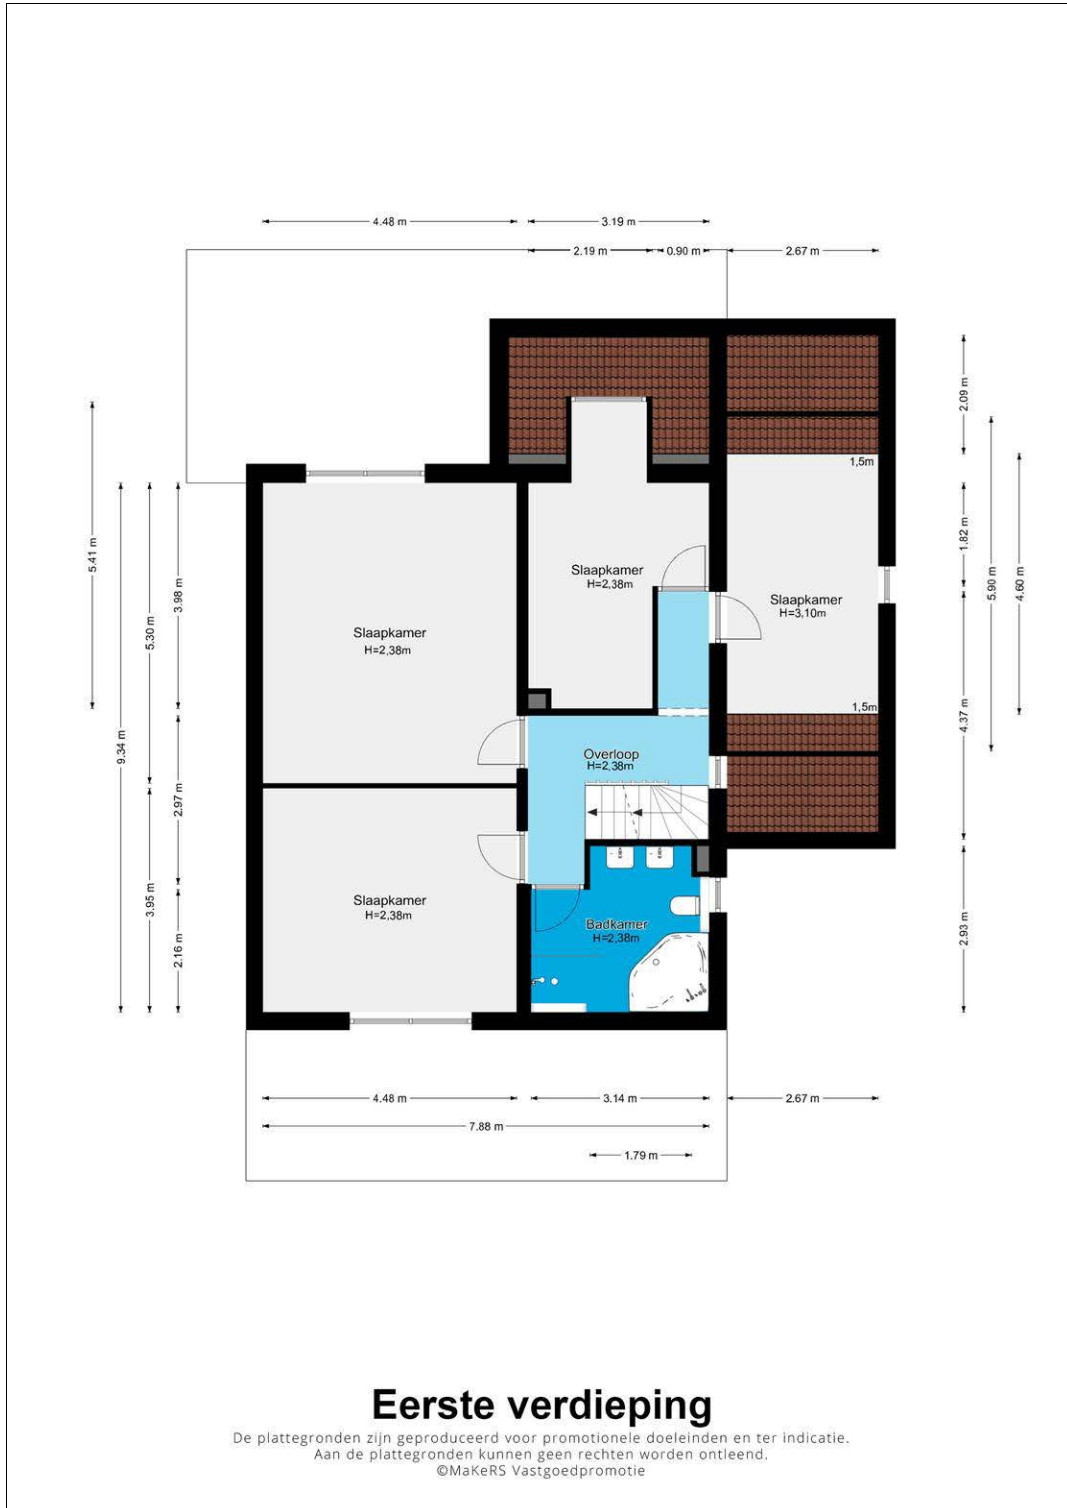 4.48 m
3.19 m
2.19 m
0.90 m
2.67 m
2.09 m
5.41 m
9.34 m
5.30 m
3.98 m
2.97 m
3.95 m
2.16 m
1.82 m
5.90 m
4.60 m
4.37 m
2.93 m
1,5m
Slaapkamer
H=2,38m
Slaapkamer
H=3,10m
Slaapkamer
H=2,38m
1,5m
Overloop
H=2,38m
Slaapkamer
H=2,38m
Badkamer
H=2,38m
4.48 m
3.14 m
2.67 m
7.88 m
1.79 m
Eerste verdieping
De plattegronden zijn geproduceerd voor promotionele doeleinden en ter indicatie.
Aan de plattegronden kunnen geen rechten worden ontleend.
©MaKeRS Vastgoedpromotie